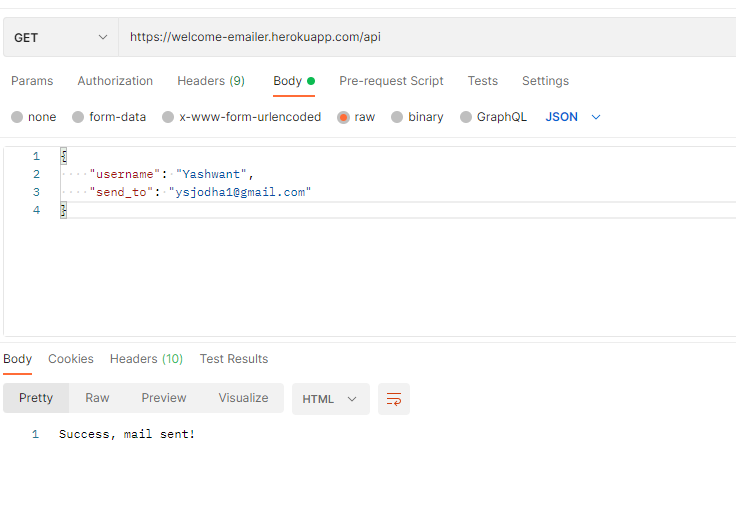 GET https://welcome-emailer.herokuapp.com/api
Params Authorization Headers (9) Body Pre-request Script Tests Settings
none form-data x-www-form-urlencoded raw binary GraphQL JSON
1 {
2 ····"username":·"Yashwant",
3 ····"send_to":·"ysjodha1@gmail.com"
4 }
Body Cookies Headers (10) Test Results
Pretty Raw Preview Visualize HTML
1 Success, mail sent!